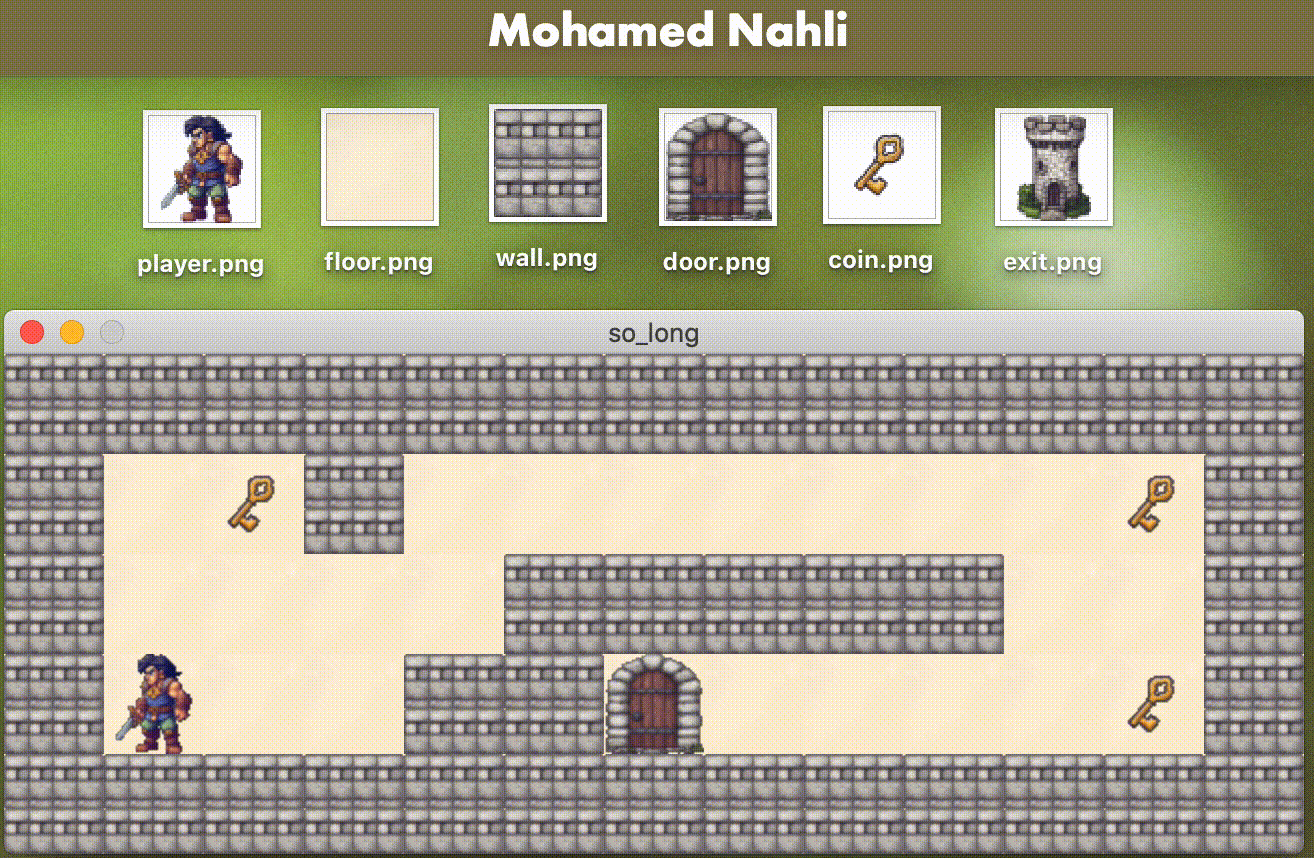 Mohamed Nahli
player.png
floor.png
wall.png
door.png
coin.png
exit.png
so_long